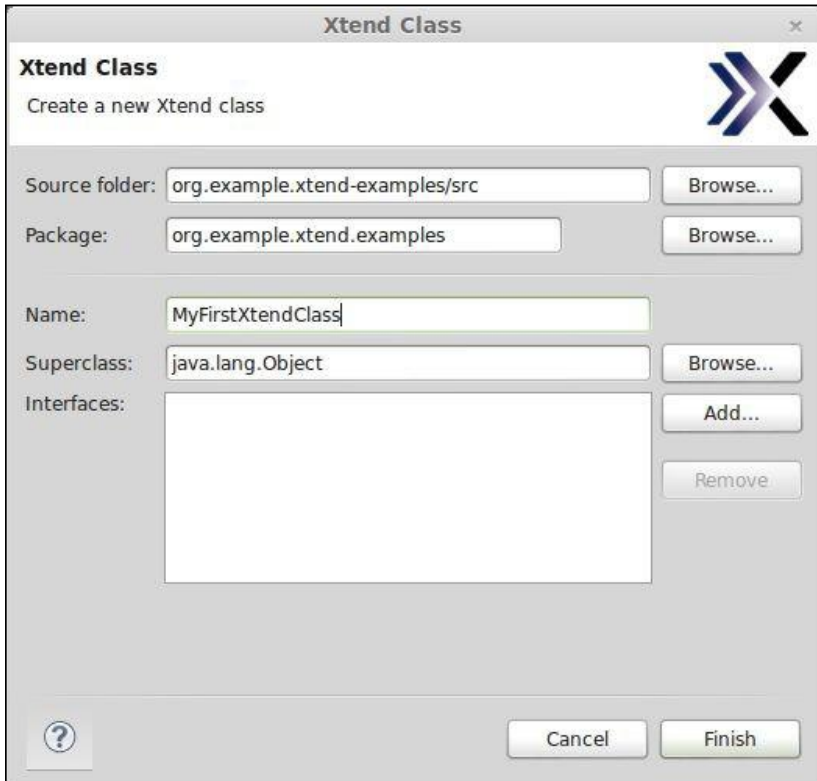 Xtend Class
Xtend Class
Create a new Xtend class
Source folder: org.example.xtend-examples/src Browse...
Package: org.example.xtend.examples Browse...
Name: MyFirstXtendClass
Superclass: java.lang.Object Browse...
Interfaces: Add...
Remove
? Cancel Finish